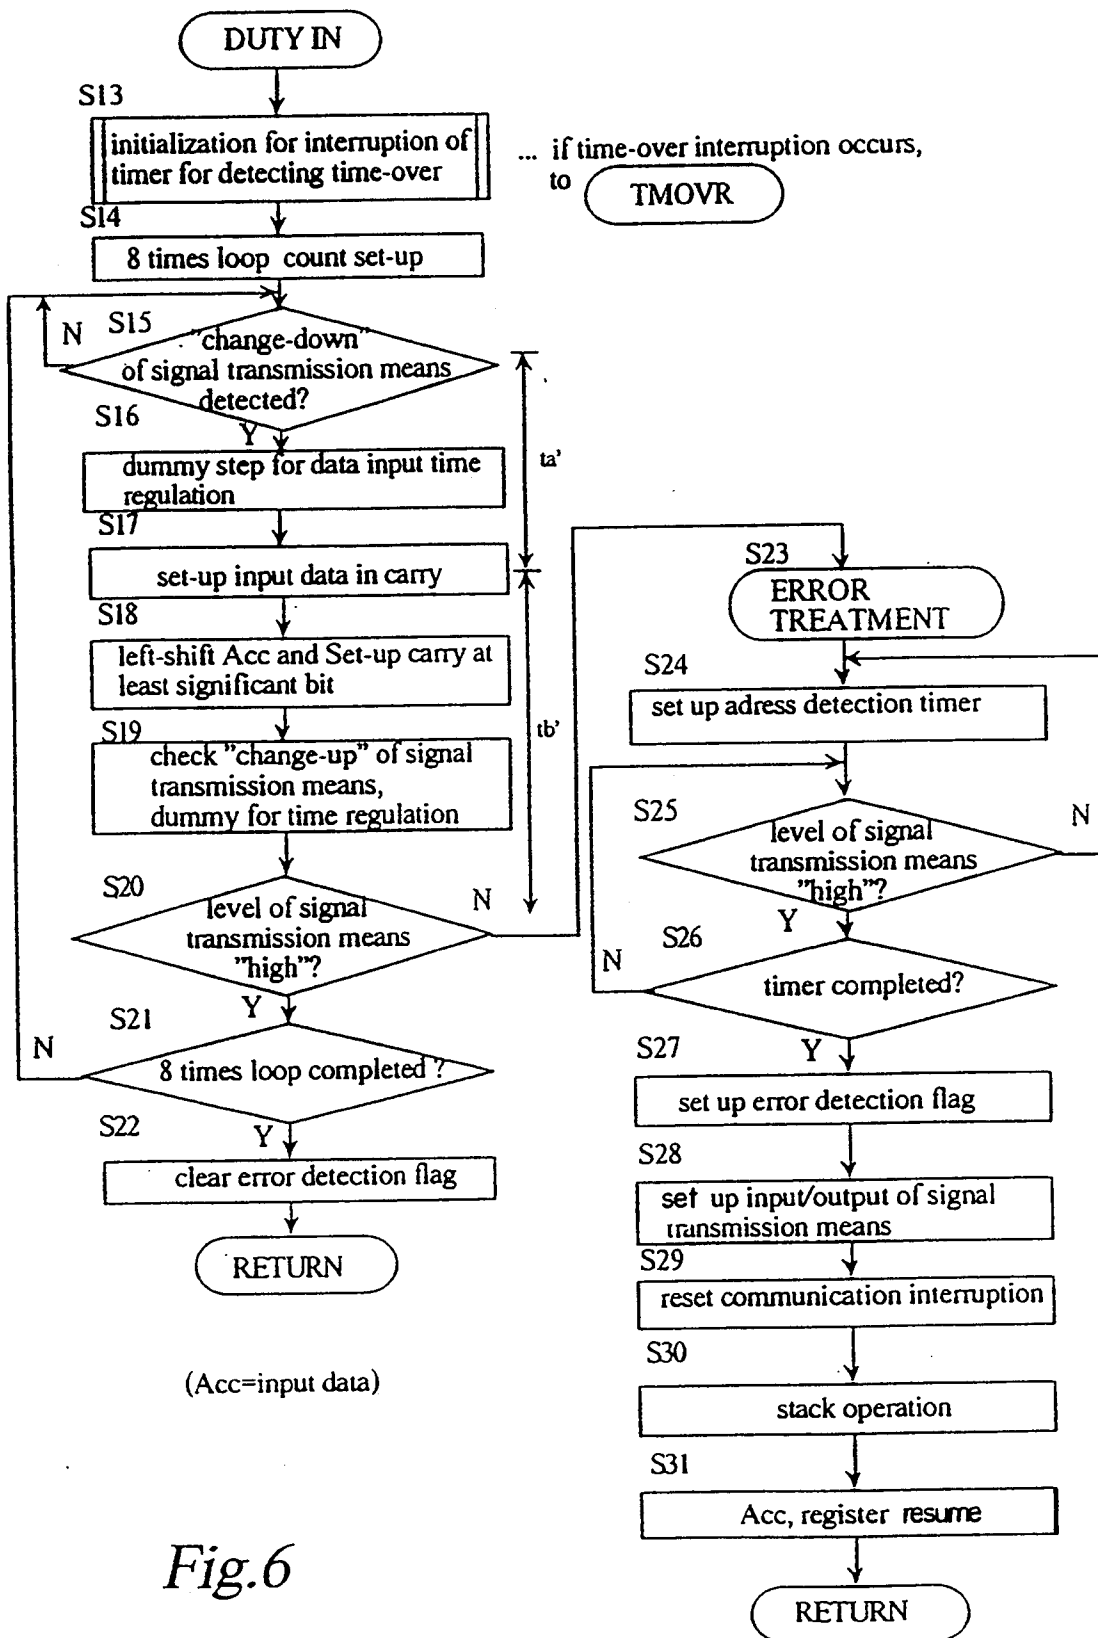 DUTY IN
S13
initialization for interruption of
timer for detecting time-over
... if time-over interruption occurs,
to TMOVR
S14
8 times loop count set-up
N
S15
"change-down"
of signal transmission means
detected?
S16
Y
dummy step for data input time
regulation
ta'
S17
set-up input data in carry
S18
left-shift Acc and Set-up carry at
least significant bit
tb'
S19
check "change-up" of signal
transmission means,
dummy for time regulation
S20
level of signal
transmission means
"high"?
N
Y
S21
N
8 times loop completed ?
S22
Y
clear error detection flag
RETURN
(Acc=input data)
S23
ERROR
TREATMENT
S24
set up adress detection timer
S25
level of signal
transmission means
"high"?
N
Y
S26
N
timer completed?
S27
Y
set up error detection flag
S28
set up input/output of signal
transmission means
S29
reset communication interruption
S30
stack operation
S31
Acc, register resume
RETURN
Fig.6